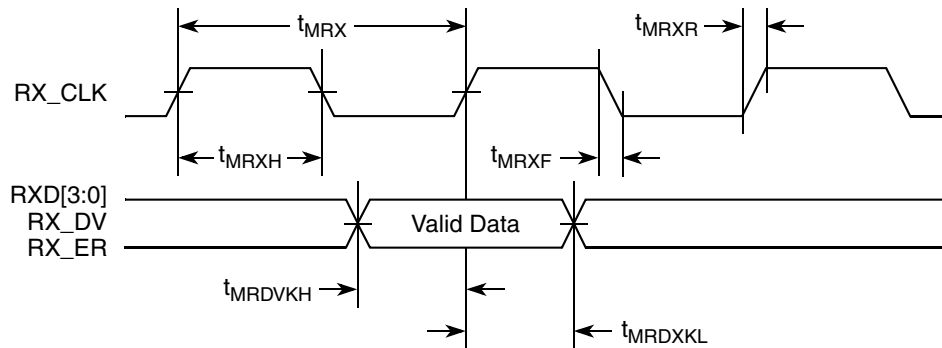 tMRX
tMRXR
RX_CLK
tMRXH
tMRXF
RXD[3:0]
RX_DV
Valid Data
RX_ER
tMRDVKH
tMRDXKL